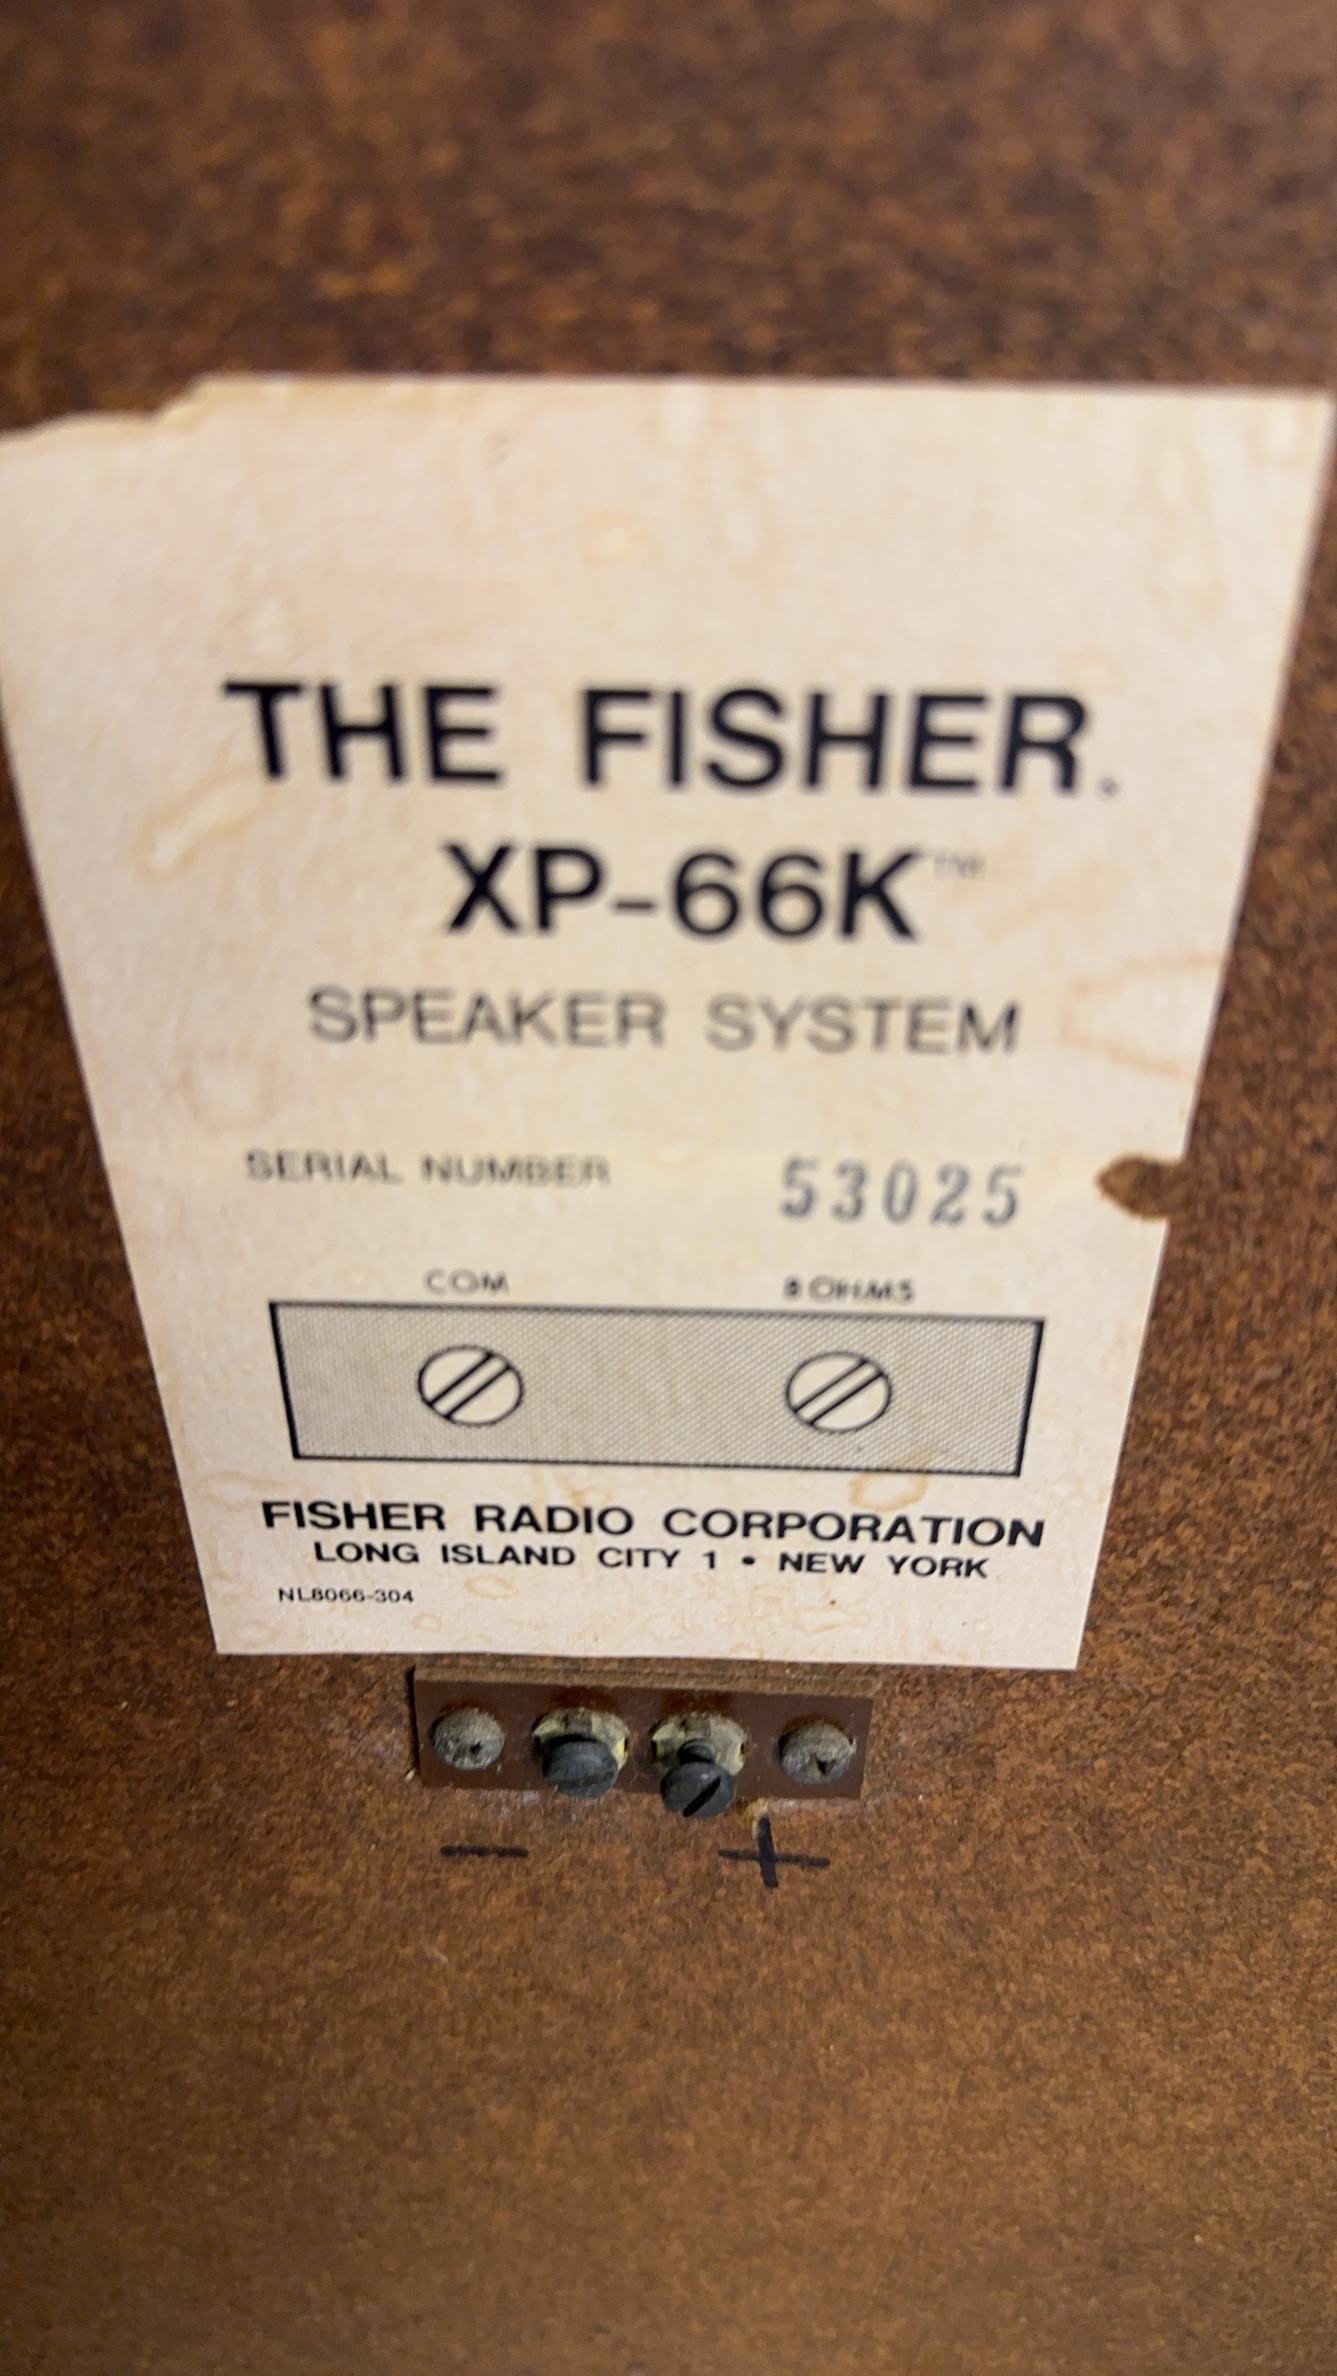 THE FISHER®
XP-66K™
SPEAKER SYSTEM
SERIAL NUMBER 53025
COM 8 OHMS
FISHER RADIO CORPORATION
LONG ISLAND CITY 1 • NEW YORK
NL8066-304
— +